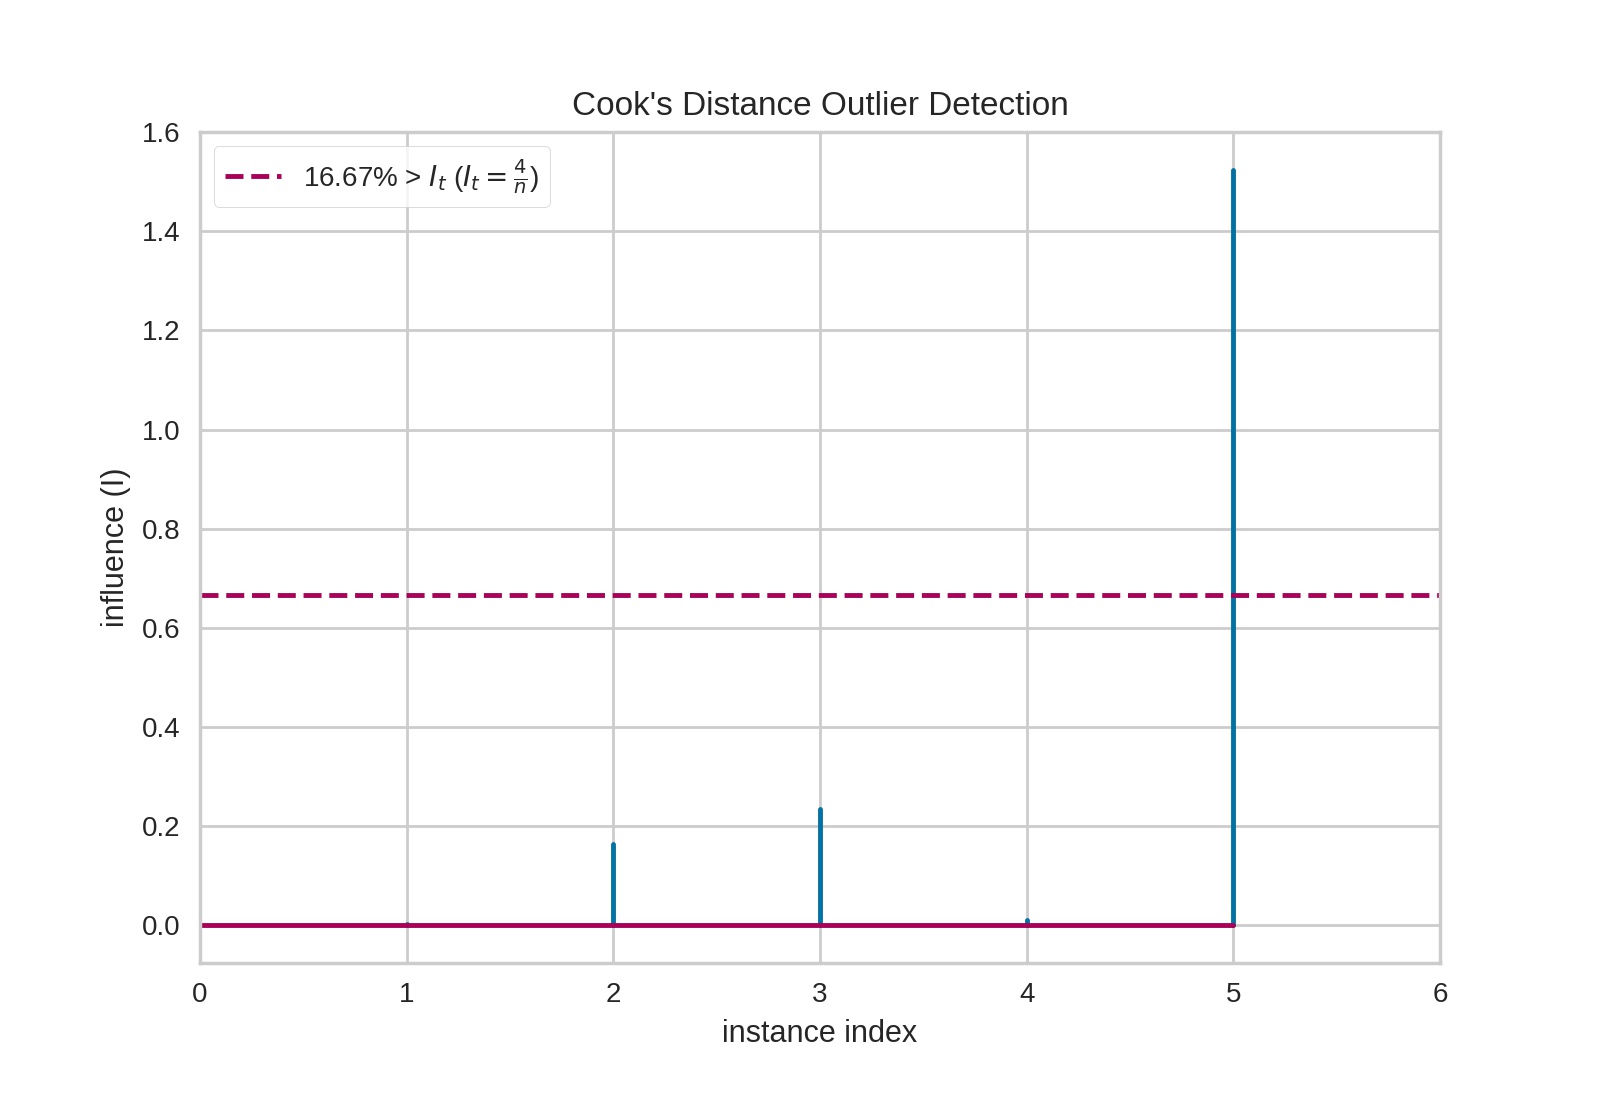 Cook's Distance Outlier Detection
16.67% > I_t (I_t = 4/n)
influence (I)
1.6
1.4
1.2
1.0
0.8
0.6
0.4
0.2
0.0
0 1 2 3 4 5 6
instance index